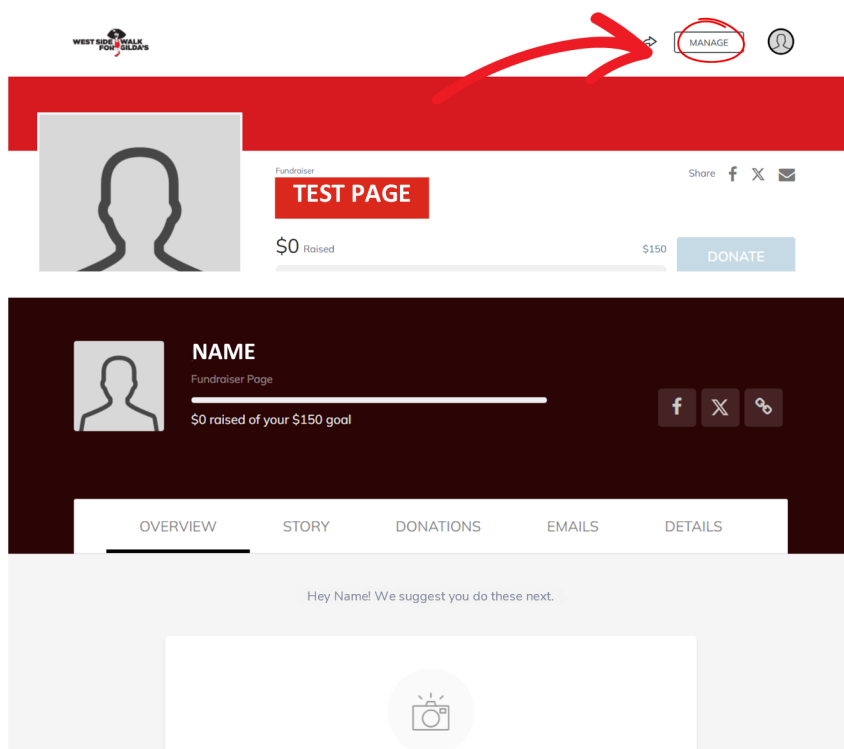 WEST SIDE WALK
FOR GILDA'S
MANAGE
Fundraiser
Share
TEST PAGE
$0 Raised
$150
DONATE
NAME
Fundraiser Page
$0 raised of your $150 goal
OVERVIEW STORY DONATIONS EMAILS DETAILS
Hey Name! We suggest you do these next.